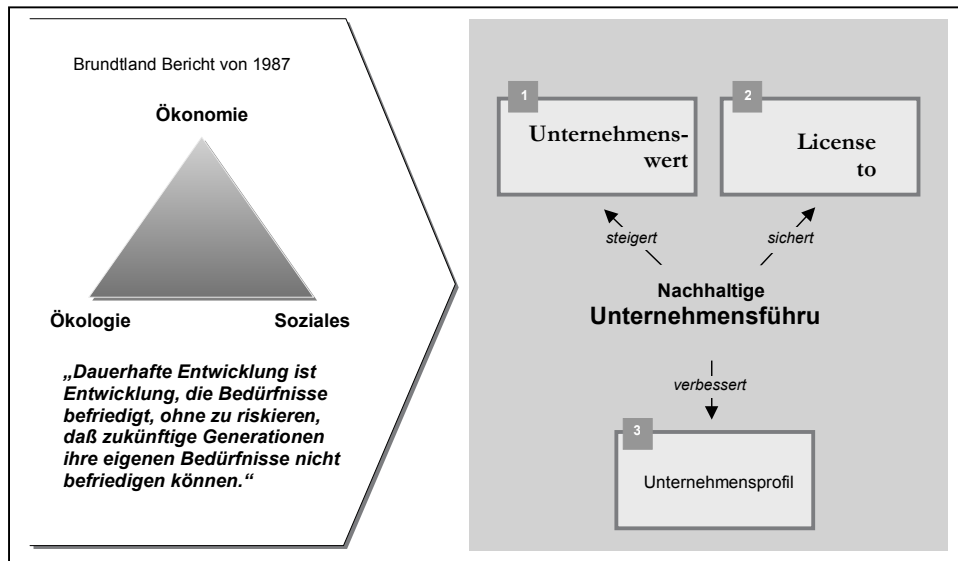 Brundtland Bericht von 1987
Ökonomie
Ökologie
Soziales
„Dauerhafte Entwicklung ist
Entwicklung, die Bedürfnisse
befriedigt, ohne zu riskieren,
daß zukünftige Generationen
ihre eigenen Bedürfnisse nicht
befriedigen können.“
1
Unternehmens-
wert
2
License
to
steigert
sichert
Nachhaltige
Unternehmensführu
verbessert
3
Unternehmensprofil